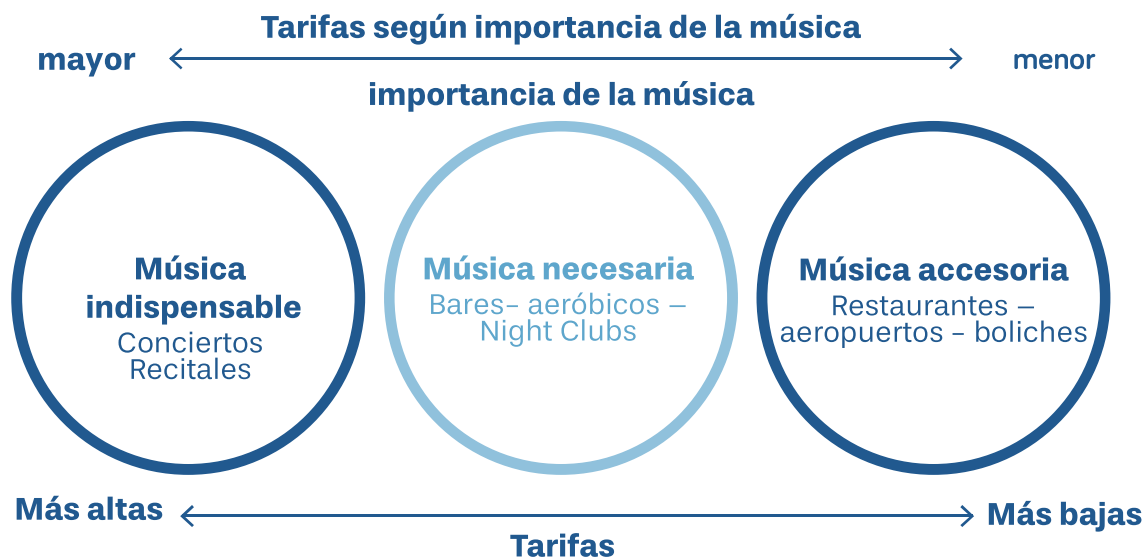 Tarifas según importancia de la música
mayor
menor
importancia de la música
Música
indispensable
Conciertos
Recitales
Música necesaria
Bares– aeróbicos –
Night Clubs
Música accesoria
Restaurantes –
aeropuertos – boliches
Más altas
Más bajas
Tarifas